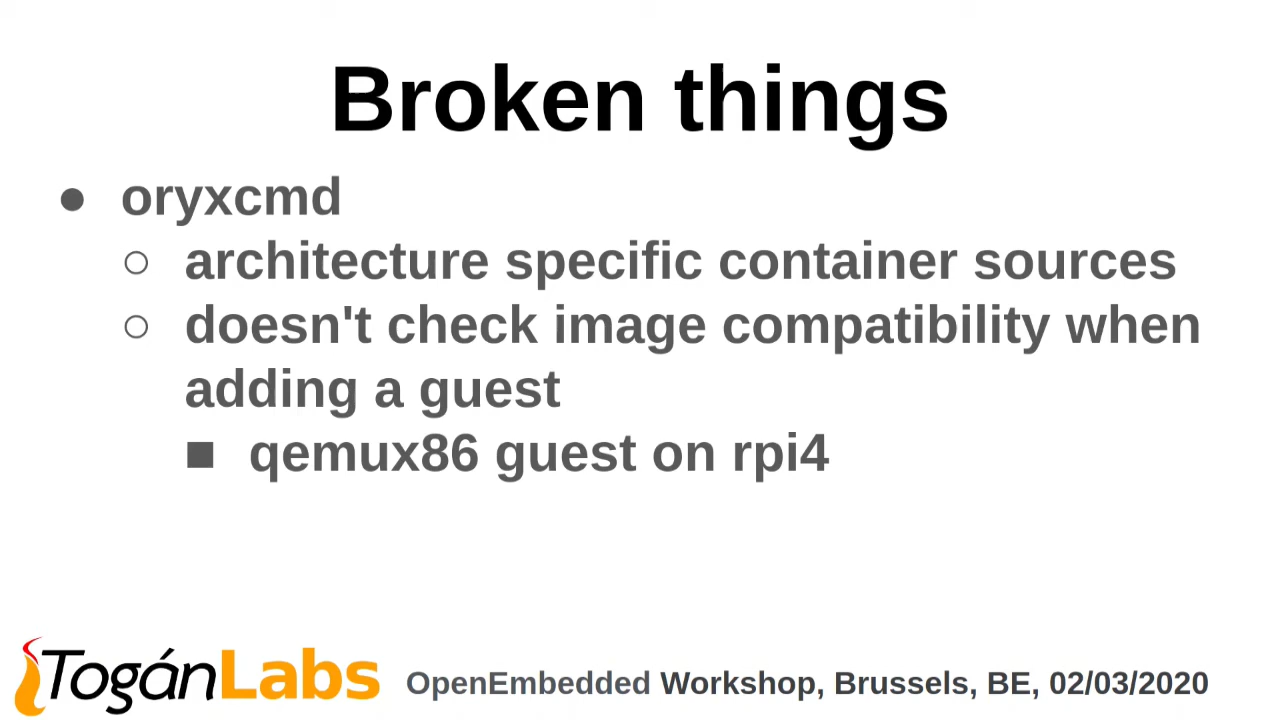 Broken things
● oryxcmd
○ architecture specific container sources
○ doesn't check image compatibility when
adding a guest
■ qemux86 guest on rpi4
TogánLabs
OpenEmbedded Workshop, Brussels, BE, 02/03/2020